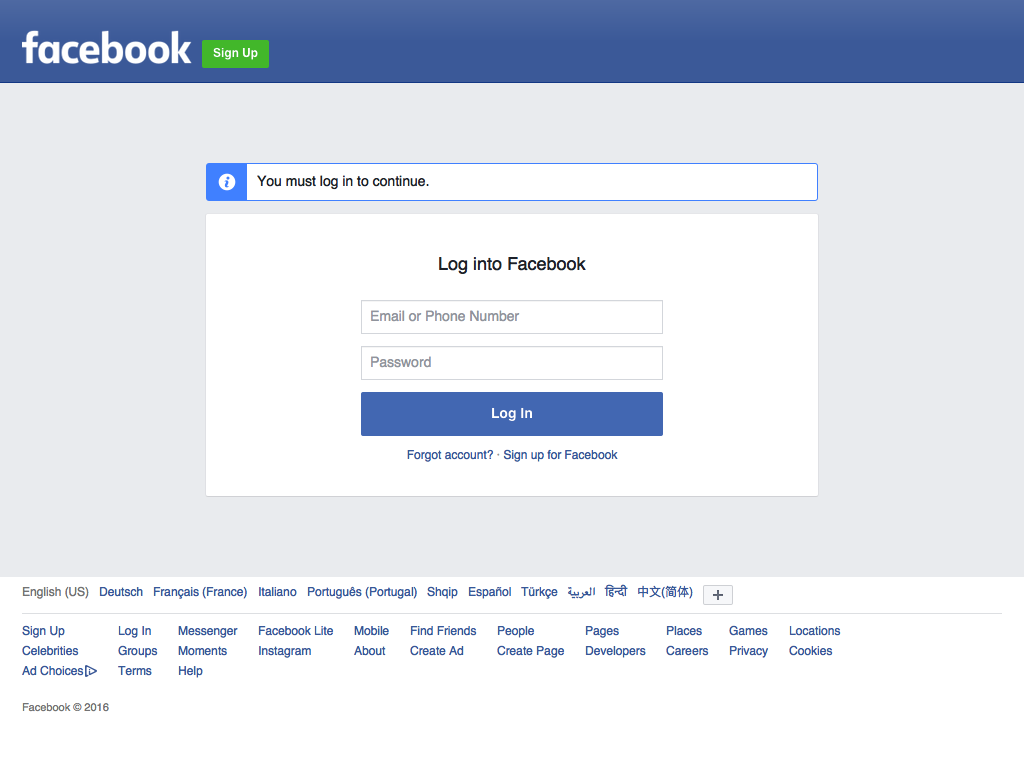 facebook Sign Up
You must log in to continue.
Log into Facebook
Email or Phone Number
Password
Log In
Forgot account? · Sign up for Facebook
English (US) Deutsch Français (France) Italiano Português (Portugal) Shqip Español Türkçe العربية हिन्दी 中文(简体) +
Sign Up Log In Messenger Facebook Lite Mobile Find Friends People Pages Places Games Locations
Celebrities Groups Moments Instagram About Create Ad Create Page Developers Careers Privacy Cookies
Ad Choices Terms Help
Facebook © 2016